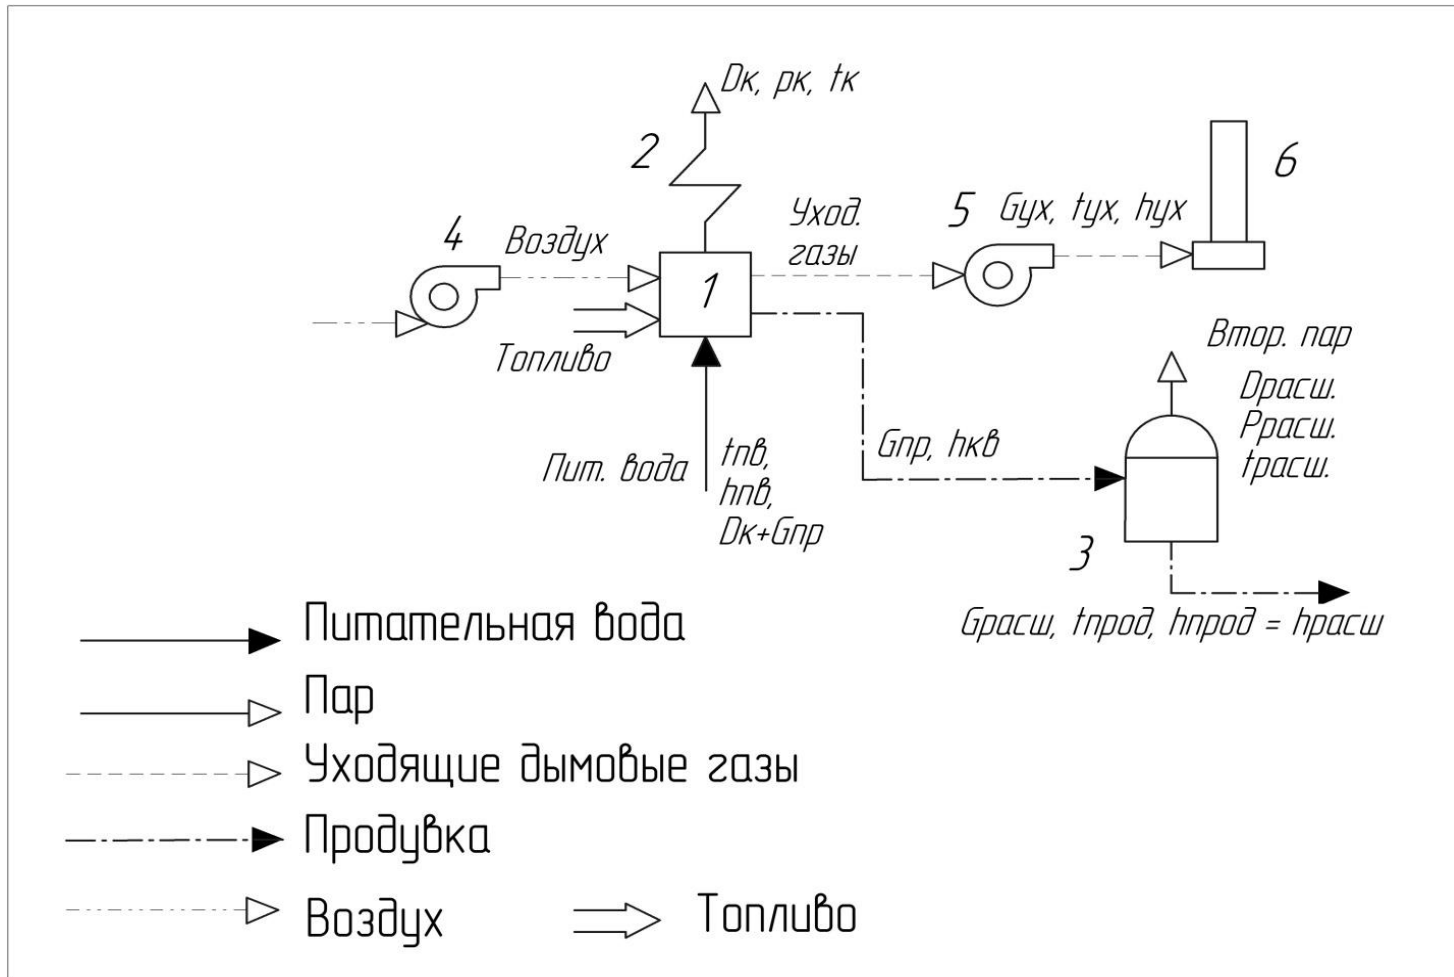 Dк, pк, tк
2
6
4
Воздух
Уход.
газы
5
Gух, tух, hух
1
Топливо
Втор. пар
Dрасш.
Ррасш.
tрасш.
Gпр, hкв
Пит. вода
tпв,
hпв,
Dк+Gпр
3
Gрасш, tпрод, hпрод = hрасш
Питательная вода
Пар
Уходящие дымовые газы
Продувка
Воздух
Топливо